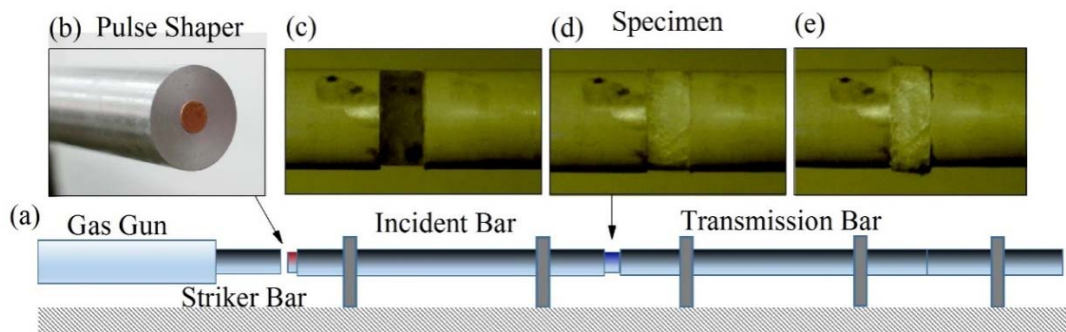 (b) Pulse Shaper (c) (d) Specimen (e)
(a)
Gas Gun Incident Bar Transmission Bar
Striker Bar